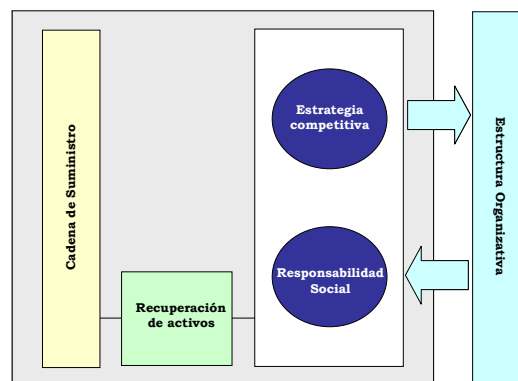 Cadena de Suministro
Recuperación
de activos
Estrategia
competitiva
Responsabilidad
Social
Estructura Organizativa